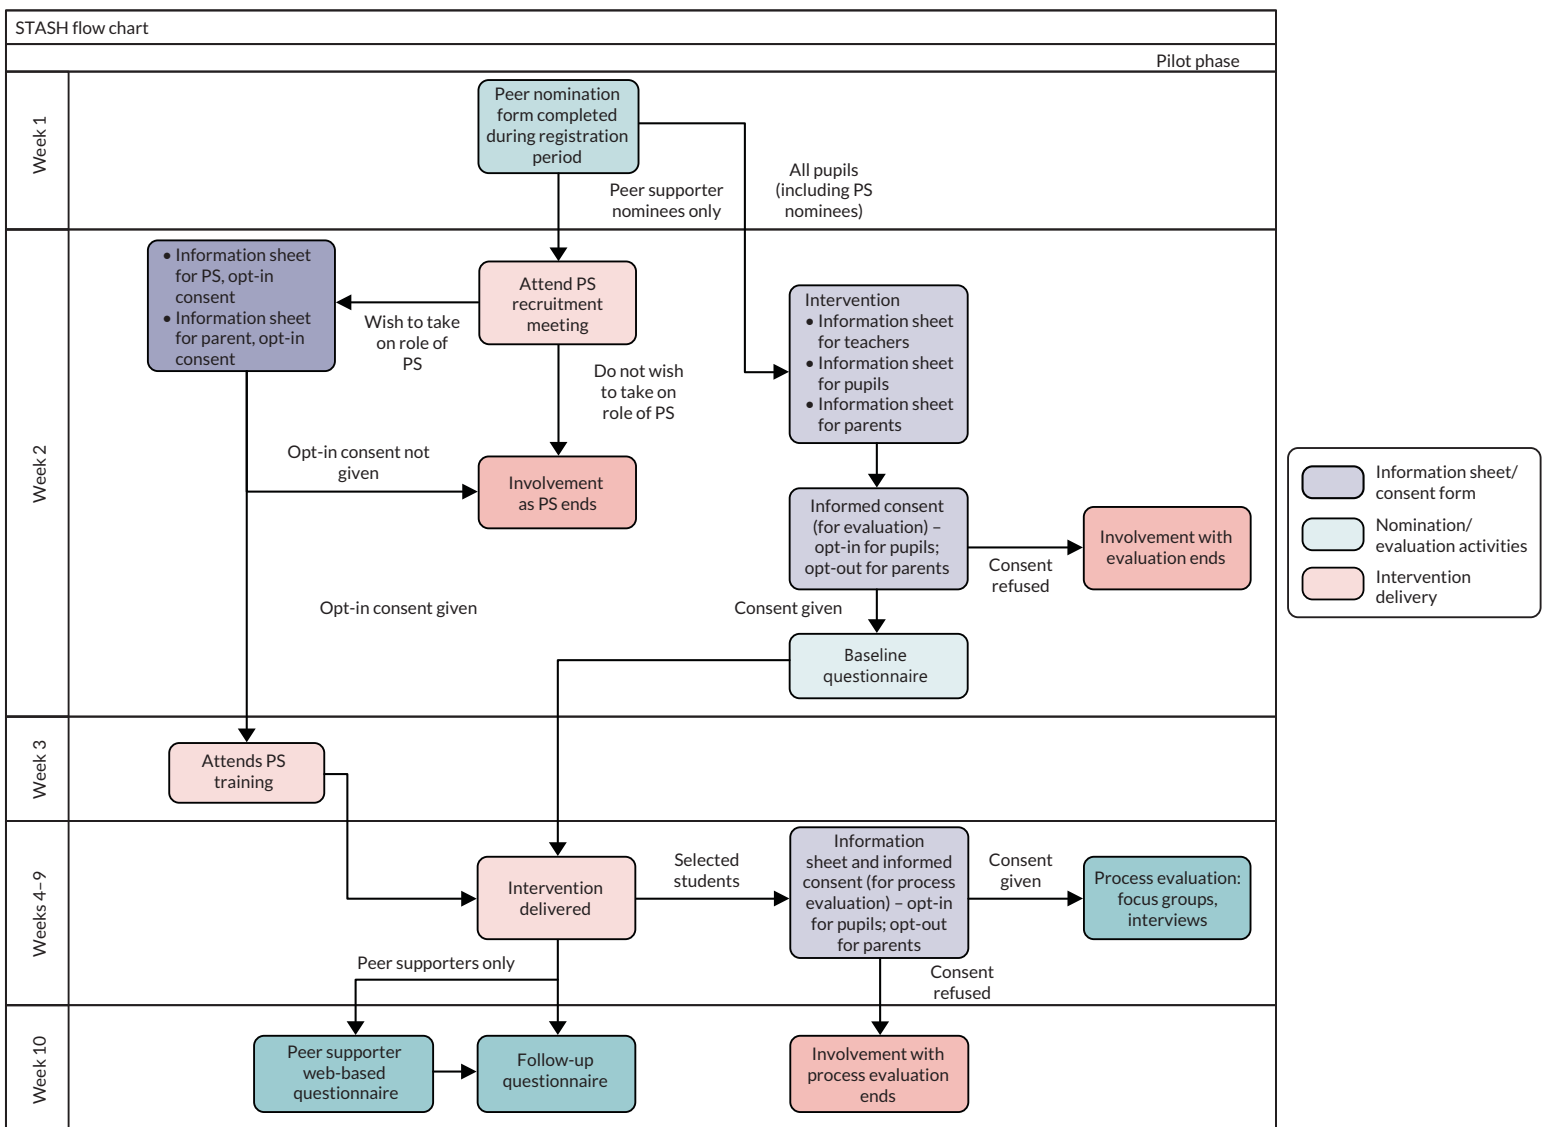 STASH flow chart
Pilot phase
Week 1
Peer nomination
form completed
during registration
period
Peer supporter
nominees only
All pupils
(including PS
nominees)
Week 2
• Information sheet
for PS, opt-in
consent
• Information sheet
for parent, opt-in
consent
Wish to take
on role of
PS
Attend PS
recruitment
meeting
Do not wish
to take on
role of PS
Intervention
• Information sheet
for teachers
• Information sheet
for pupils
• Information sheet
for parents
Opt-in consent not
given
Involvement
as PS ends
Informed consent
(for evaluation) –
opt-in for pupils;
opt-out for parents
Consent
refused
Involvement with
evaluation ends
Opt-in consent given
Consent given
Baseline
questionnaire
Week 3
Attends PS
training
Weeks 4–9
Intervention
delivered
Selected
students
Information
sheet and informed
consent (for process
evaluation) – opt-in
for pupils; opt-out
for parents
Consent
given
Process evaluation:
focus groups,
interviews
Peer supporters only
Consent
refused
Week 10
Peer supporter
web-based
questionnaire
Follow-up
questionnaire
Involvement with
process evaluation
ends
Information sheet/
consent form
Nomination/
evaluation activities
Intervention
delivery